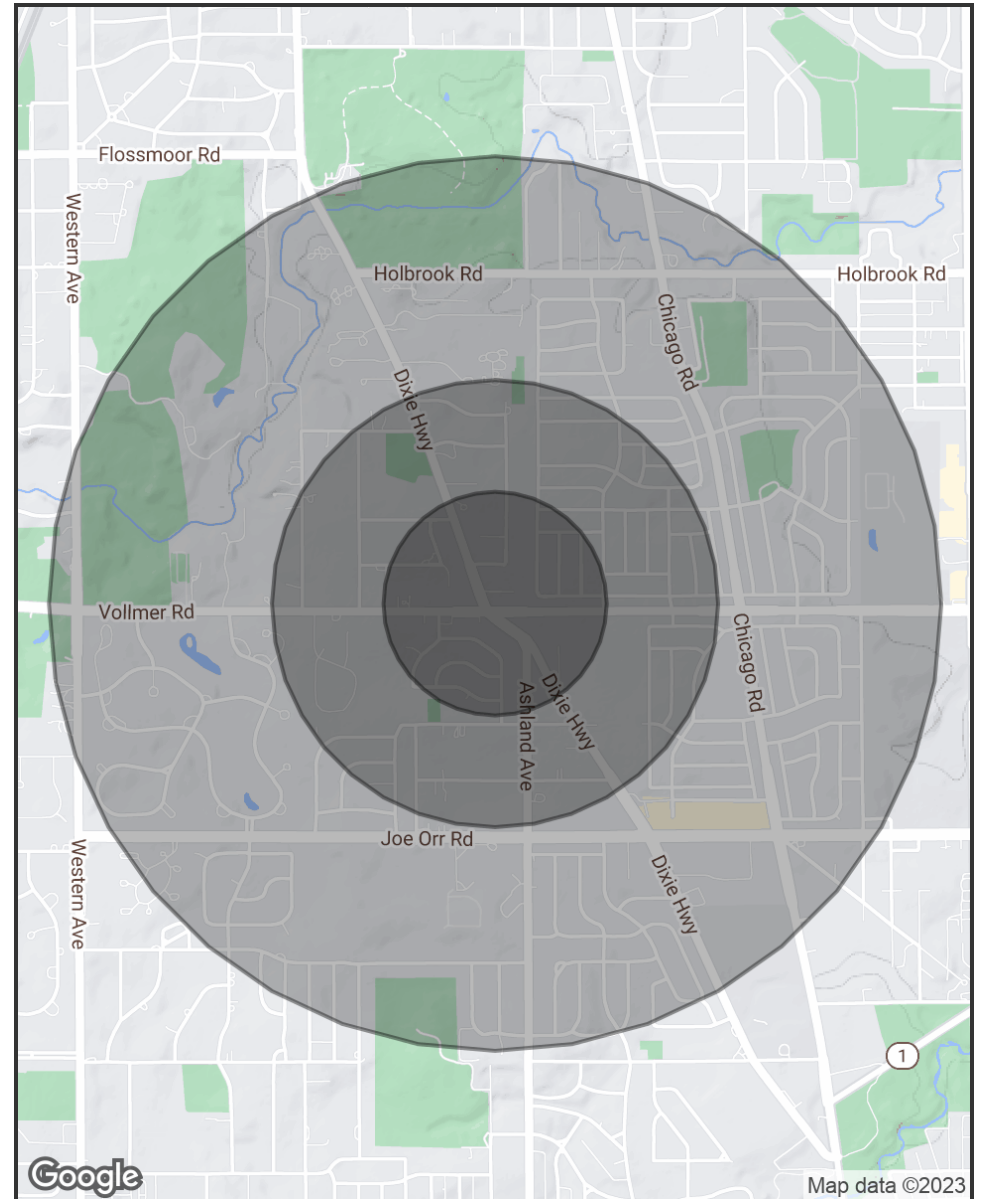 Flossmoor Rd
Western Ave
Holbrook Rd
Holbrook Rd
Chicago Rd
Dixie Hwy
Vollmer Rd
Chicago Rd
Dixie Hwy
Ashland Ave
Joe Orr Rd
Western Ave
Dixie Hwy
1
Google
Map data ©2023